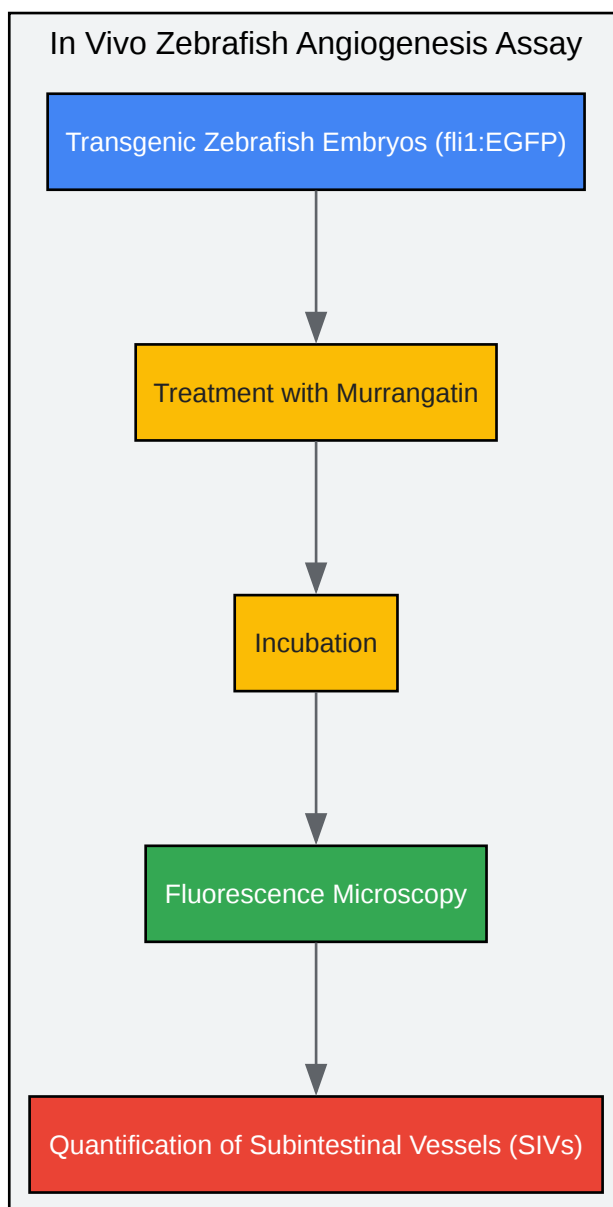 In Vivo Zebrafish Angiogenesis Assay
Transgenic Zebrafish Embryos (fli1:EGFP)
Treatment with Murrangatin
Incubation
Fluorescence Microscopy
Quantification of Subintestinal Vessels (SIVs)